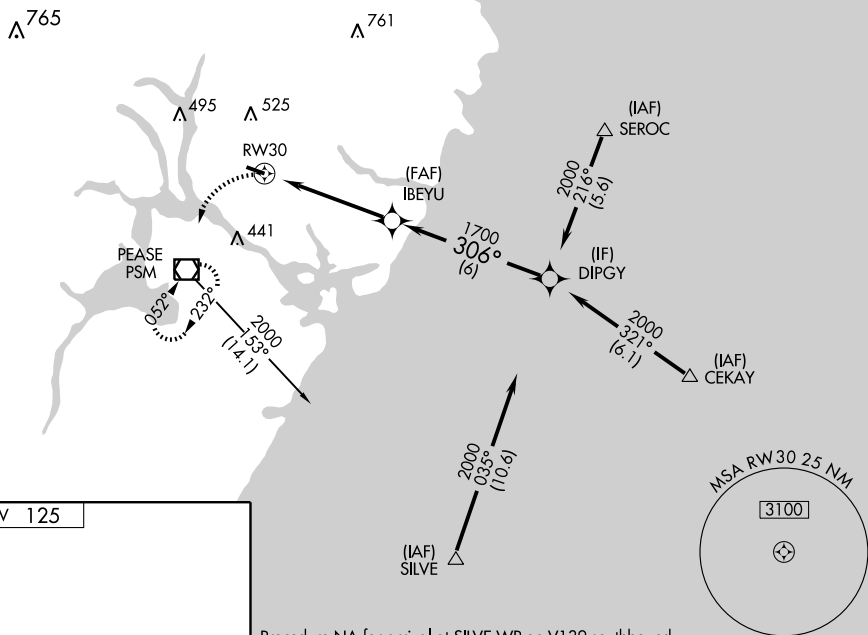 765
761
495
525
(IAF)
SEROC
RW30
(FAF)
IBEYU
2000
216°
(5.6)
441
1700
306°
(6)
(IF)
DIPGY
PEASE
PSM
052°
232°
2000
153°
(14.1)
2000
321°
(6.1)
(IAF)
CEKAY
2000
035°
(10.6)
MSA RW30 25 NM
3100
125
(IAF)
SILVE